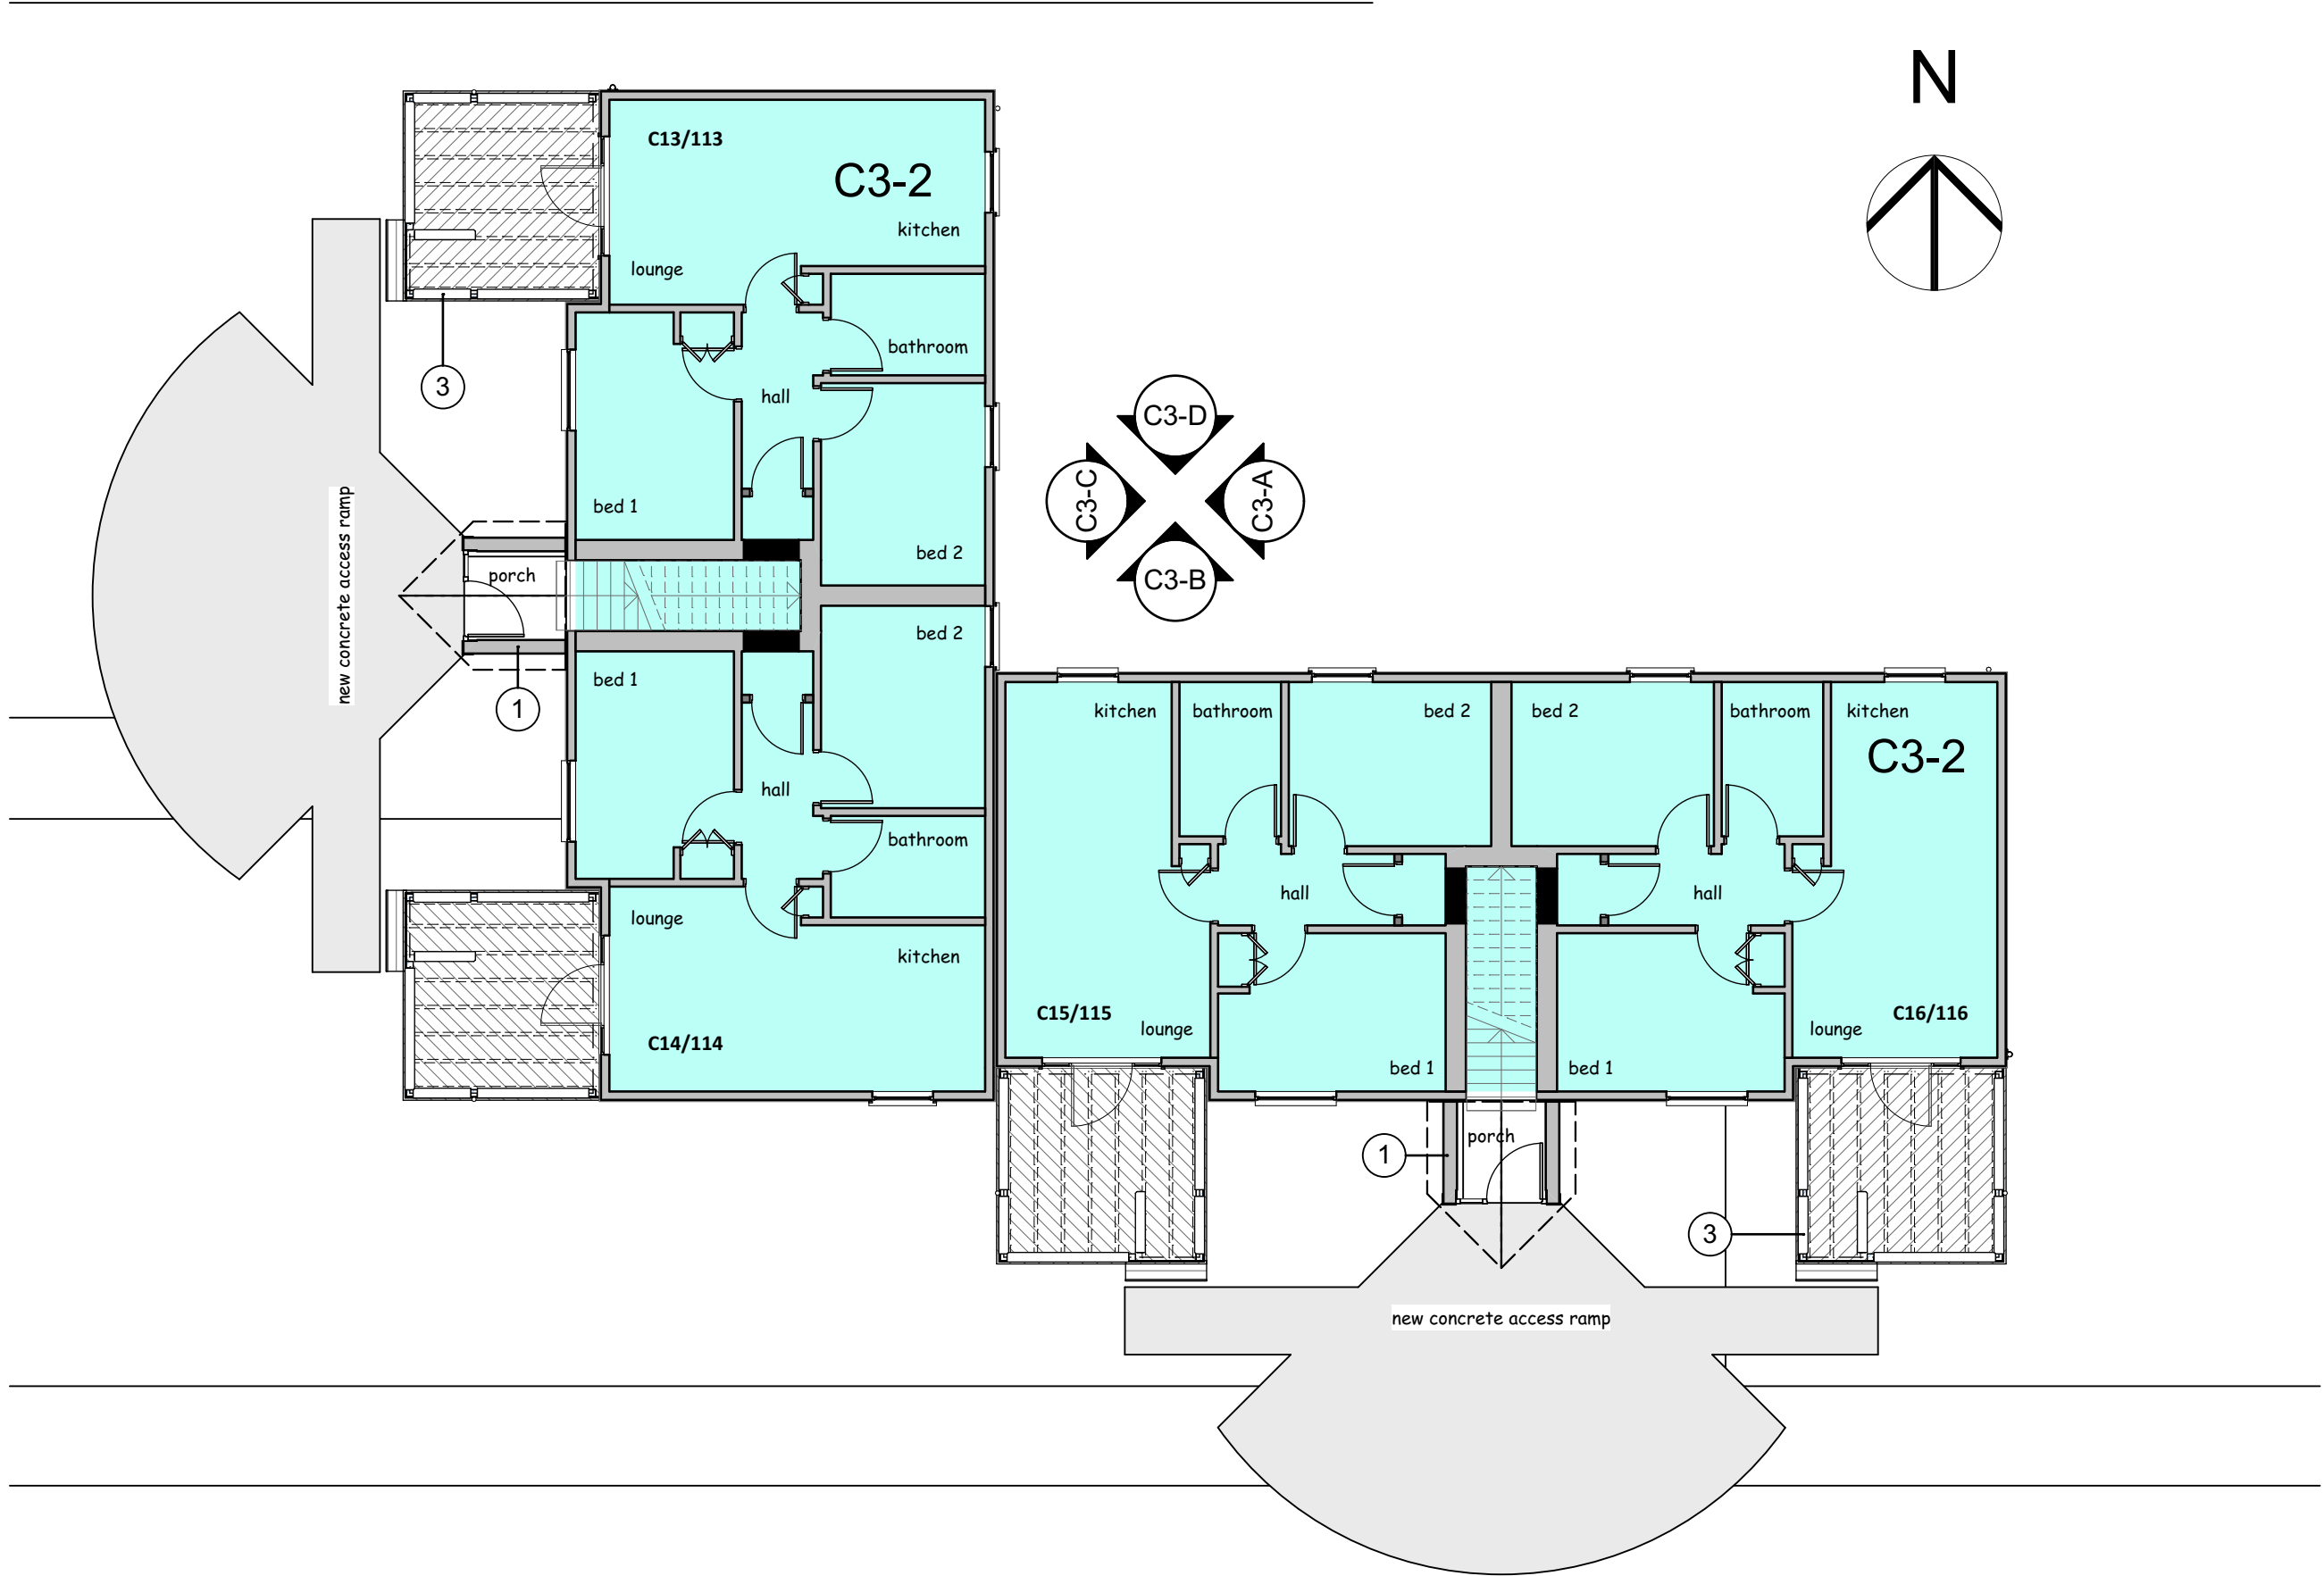 N
C13/113
C3-2
kitchen
lounge
bathroom
3
hall
C3-D
C3-C
C3-A
C3-B
bed 1
bed 2
new concrete access ramp
porch
1
bed 1
bed 2
hall
bathroom
lounge
kitchen
C14/114
kitchen
bathroom
bed 2
bed 2
bathroom
kitchen
C3-2
hall
hall
C15/115
lounge
bed 1
bed 1
lounge
C16/116
1
porch
3
new concrete access ramp